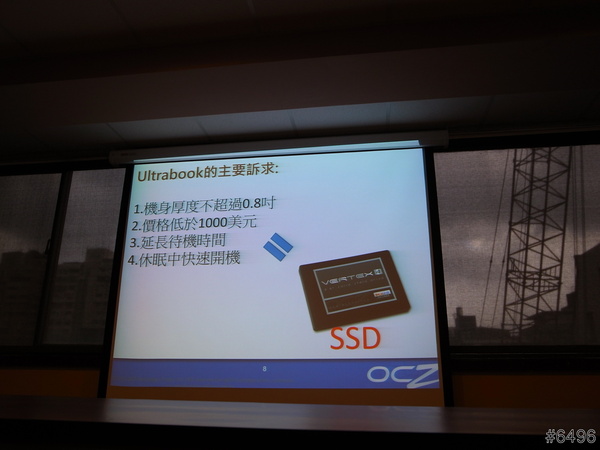 Ultrabook的主要訴求:
1.機身厚度不超過0.8吋
2.價格低於1000美元
3.延長待機時間
4.休眠中快速開機
VERTEX4
SSD
8
OCZ
#6496